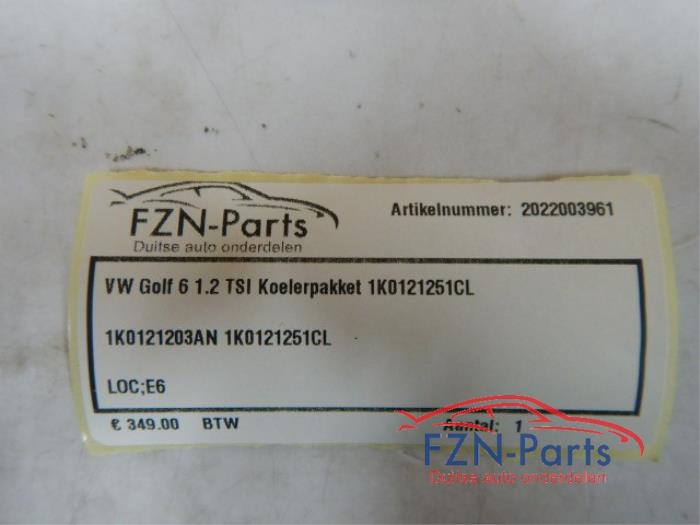 FZN-Parts
Duitse auto onderdelen
Artikelnummer: 2022003961
VW Golf 6 1.2 TSI Koelerpakket 1K0121251CL
1K0121203AN 1K0121251CL
LOC;E6
€ 349.00 BTW
Aantal: 1
FZN-Parts
Duitse auto onderdelen